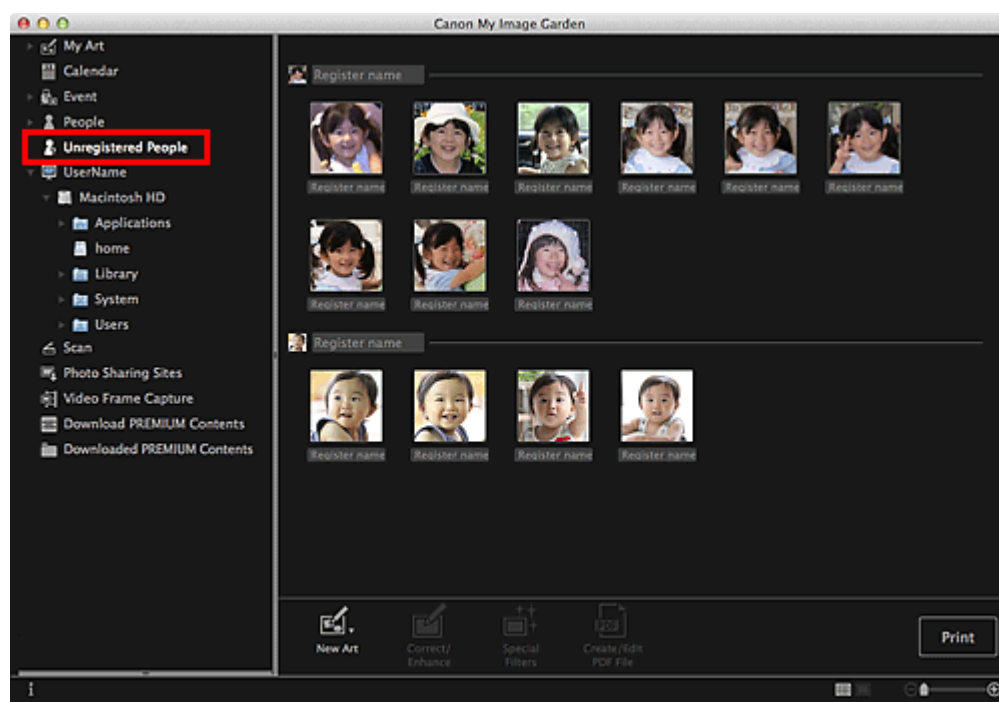 Canon My Image Garden
My Art
Calendar
Event
People
Unregistered People
UserName
Macintosh HD
Applications
home
Library
System
Users
Scan
Photo Sharing Sites
Video Frame Capture
Download PREMIUM Contents
Downloaded PREMIUM Contents
Register name
Register name Register name Register name Register name Register name Register name
Register name Register name Register name
Register name
Register name Register name Register name Register name
New Art
Correct/
Enhance
Special
Filters
Create/Edit
PDF File
Print